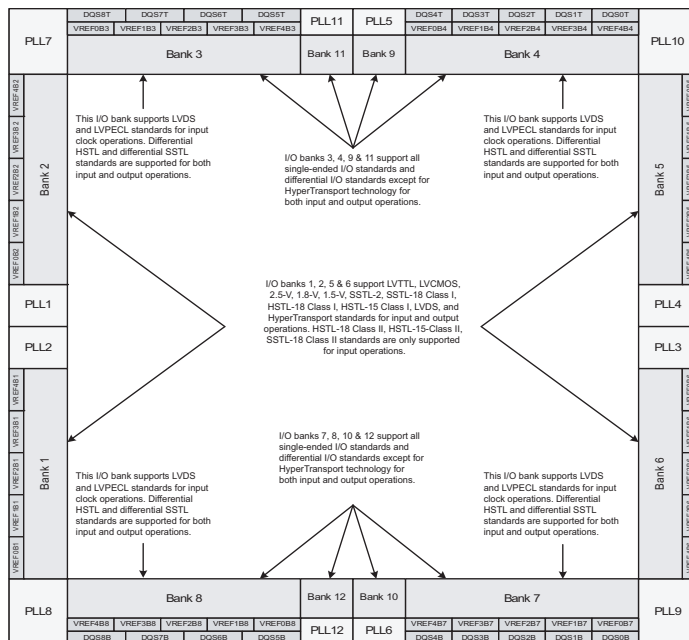 DQS8T DQS7T DQS6T DQS5T
PLL11 PLL5
DQS4T DQS3T DQS2T DQS1T DQS0T
PLL7
VREF0B3 VREF1B3 VREF2B3 VREF3B3 VREF4B3
VREF0B4 VREF1B4 VREF2B4 VREF3B4 VREF4B4
PLL10
Bank 3
Bank 11
Bank 9
Bank 4
VREF4B2
VREF3B2
VREF2B2
VREF1B2
VREF0B2
Bank 2
This I/O bank supports LVDS
and LVPECL standards for input
clock operations. Differential
HSTL and differential SSTL
standards are supported for both
input and output operations.
I/O banks 3, 4, 9 & 11 support all
single-ended I/O standards and
differential I/O standards except for
HyperTransport technology for
both input and output operations.
This I/O bank supports LVDS
and LVPECL standards for input
clock operations. Differential
HSTL and differential SSTL
standards are supported for both
input and output operations.
Bank 5
PLL1
PLL2
I/O banks 1, 2, 5 & 6 support LVTTL, LVCMOS,
2.5-V, 1.8-V, 1.5-V, SSTL-2, SSTL-18 Class I,
HSTL-18 Class I, HSTL-15 Class I, LVDS, and
HyperTransport standards for input and output
operations. HSTL-18 Class II, HSTL-15-Class II,
SSTL-18 Class II standards are only supported
for input operations.
PLL4
PLL3
VREF4B1
VREF3B1
VREF2B1
VREF1B1
VREF0B1
Bank 1
This I/O bank supports LVDS
and LVPECL standards for input
clock operations. Differential
HSTL and differential SSTL
standards are supported for both
input and output operations.
I/O banks 7, 8, 10 & 12 support all
single-ended I/O standards and
differential I/O standards except for
HyperTransport technology for
both input and output operations.
This I/O bank supports LVDS
and LVPECL standards for input
clock operations. Differential
HSTL and differential SSTL
standards are supported for both
input and output operations.
Bank 6
PLL8
Bank 8
Bank 12
Bank 10
Bank 7
PLL9
VREF4B8 VREF3B8 VREF2B8 VREF1B8 VREF0B8
PLL12 PLL6
VREF4B7 VREF3B7 VREF2B7 VREF1B7 VREF0B7
DQS8B DQS7B DQS6B DQS5B
DQS4B DQS3B DQS2B DQS1B DQS0B